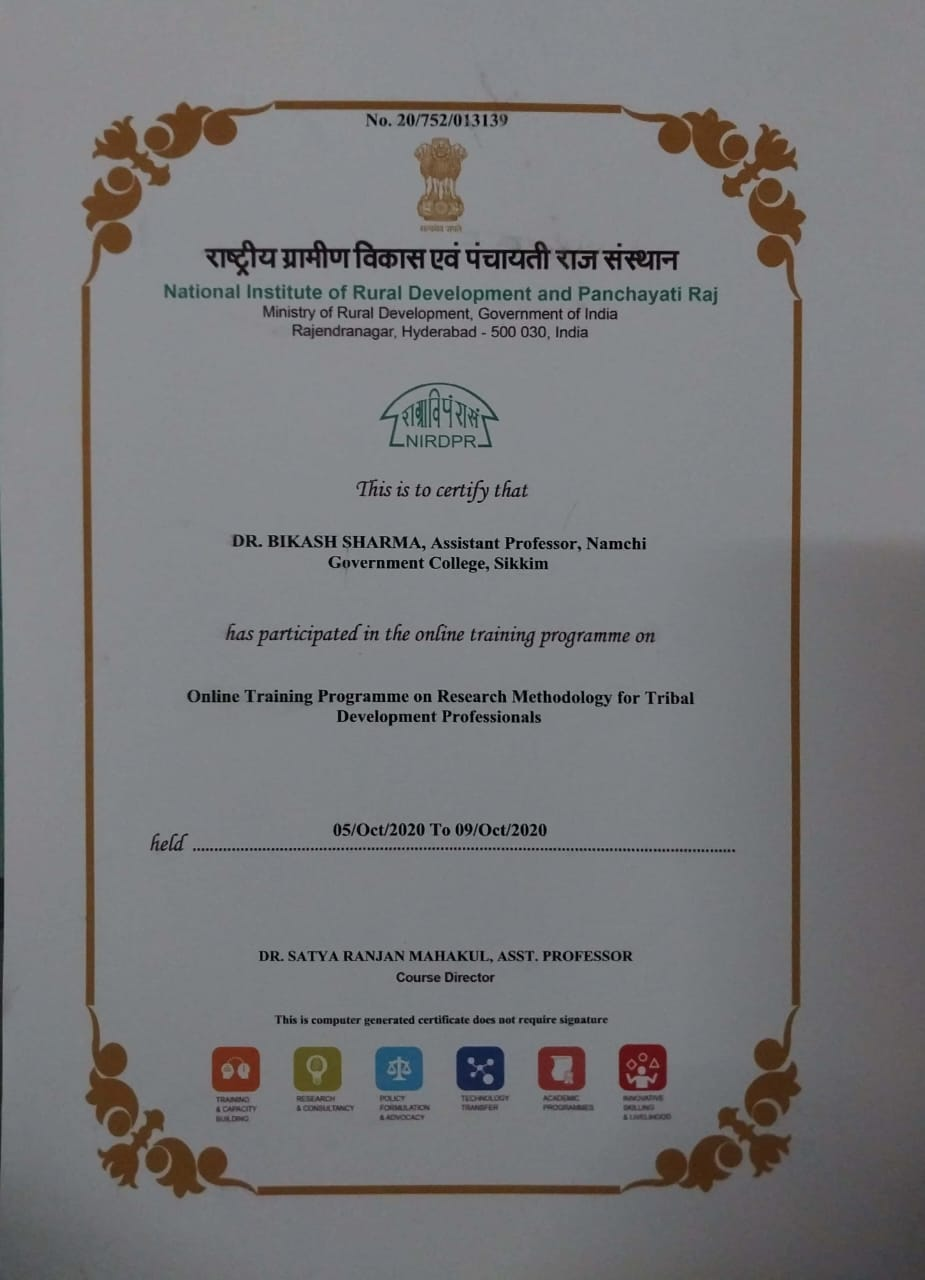 No. 20/752/013139
सत्यमेव जयते
राष्ट्रीय ग्रामीण विकास एवं पंचायती राज संस्थान
National Institute of Rural Development and Panchayati Raj
Ministry of Rural Development, Government of India
Rajendranagar, Hyderabad - 500 030, India
राग्राविपंरासं
NIRDPR
This is to certify that
DR. BIKASH SHARMA, Assistant Professor, Namchi
Government College, Sikkim
has participated in the online training programme on
Online Training Programme on Research Methodology for Tribal
Development Professionals
05/Oct/2020 To 09/Oct/2020
held ........................................................................
DR. SATYA RANJAN MAHAKUL, ASST. PROFESSOR
Course Director
This is computer generated certificate does not require signature
TRAINING
& CAPACITY
BUILDING
RESEARCH
& CONSULTANCY
POLICY
FORMULATION
& ADVOCACY
TECHNOLOGY
TRANSFER
ACADEMIC
PROGRAMMES
INNOVATIVE
SKILLING
& LIVELIHOOD